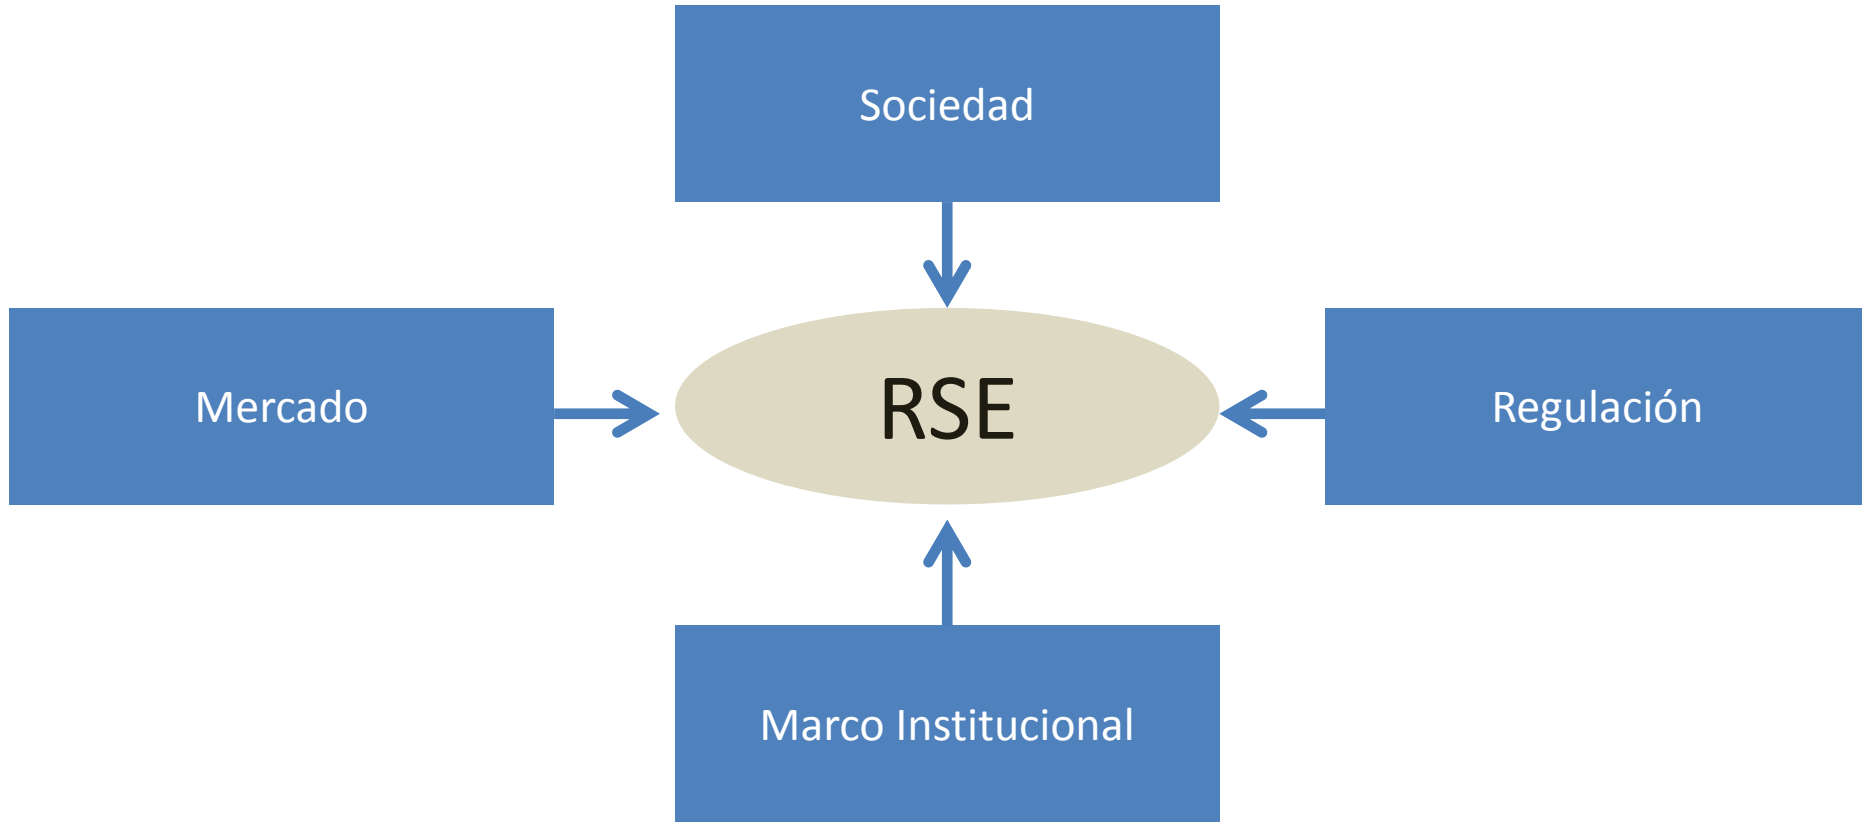 Sociedad
Mercado
RSE
Regulación
Marco Institucional